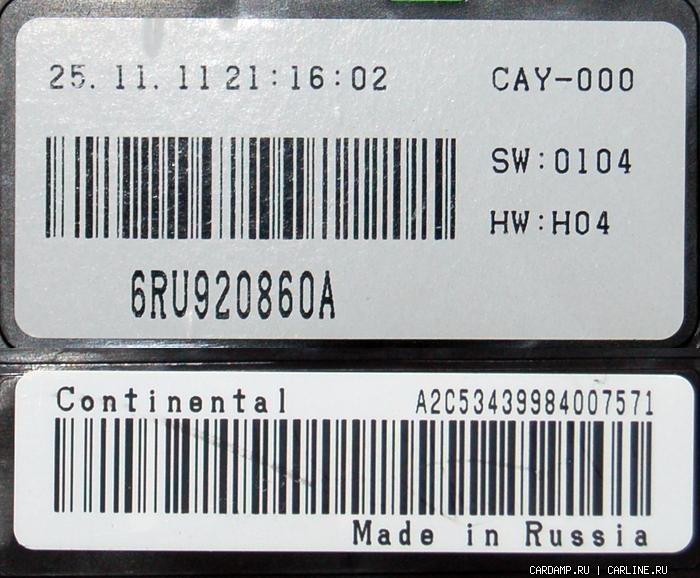 25.11.11 21:16:02 CAY-000
SW:0104
HW:H04
6RU920860A
Continental A2C53439984007571
Made in Russia
CARDAMP.RU | CARLINE.RU